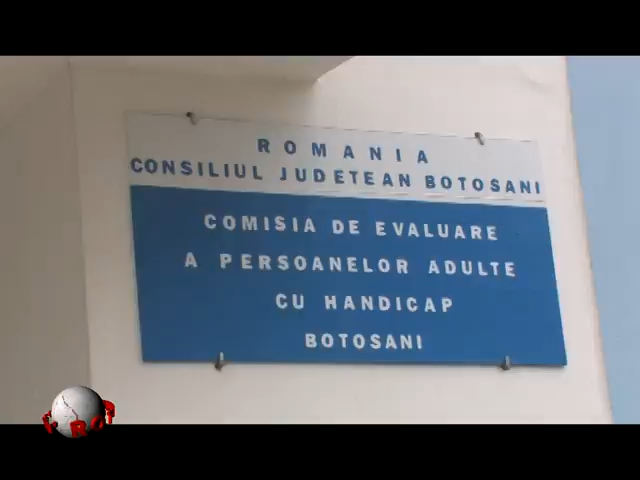 ROMANIA
CONSILIUL JUDETEAN BOTOSANI
COMISIA DE EVALUARE
A PERSOANELOR ADULTE
CU HANDICAP
BOTOSANI